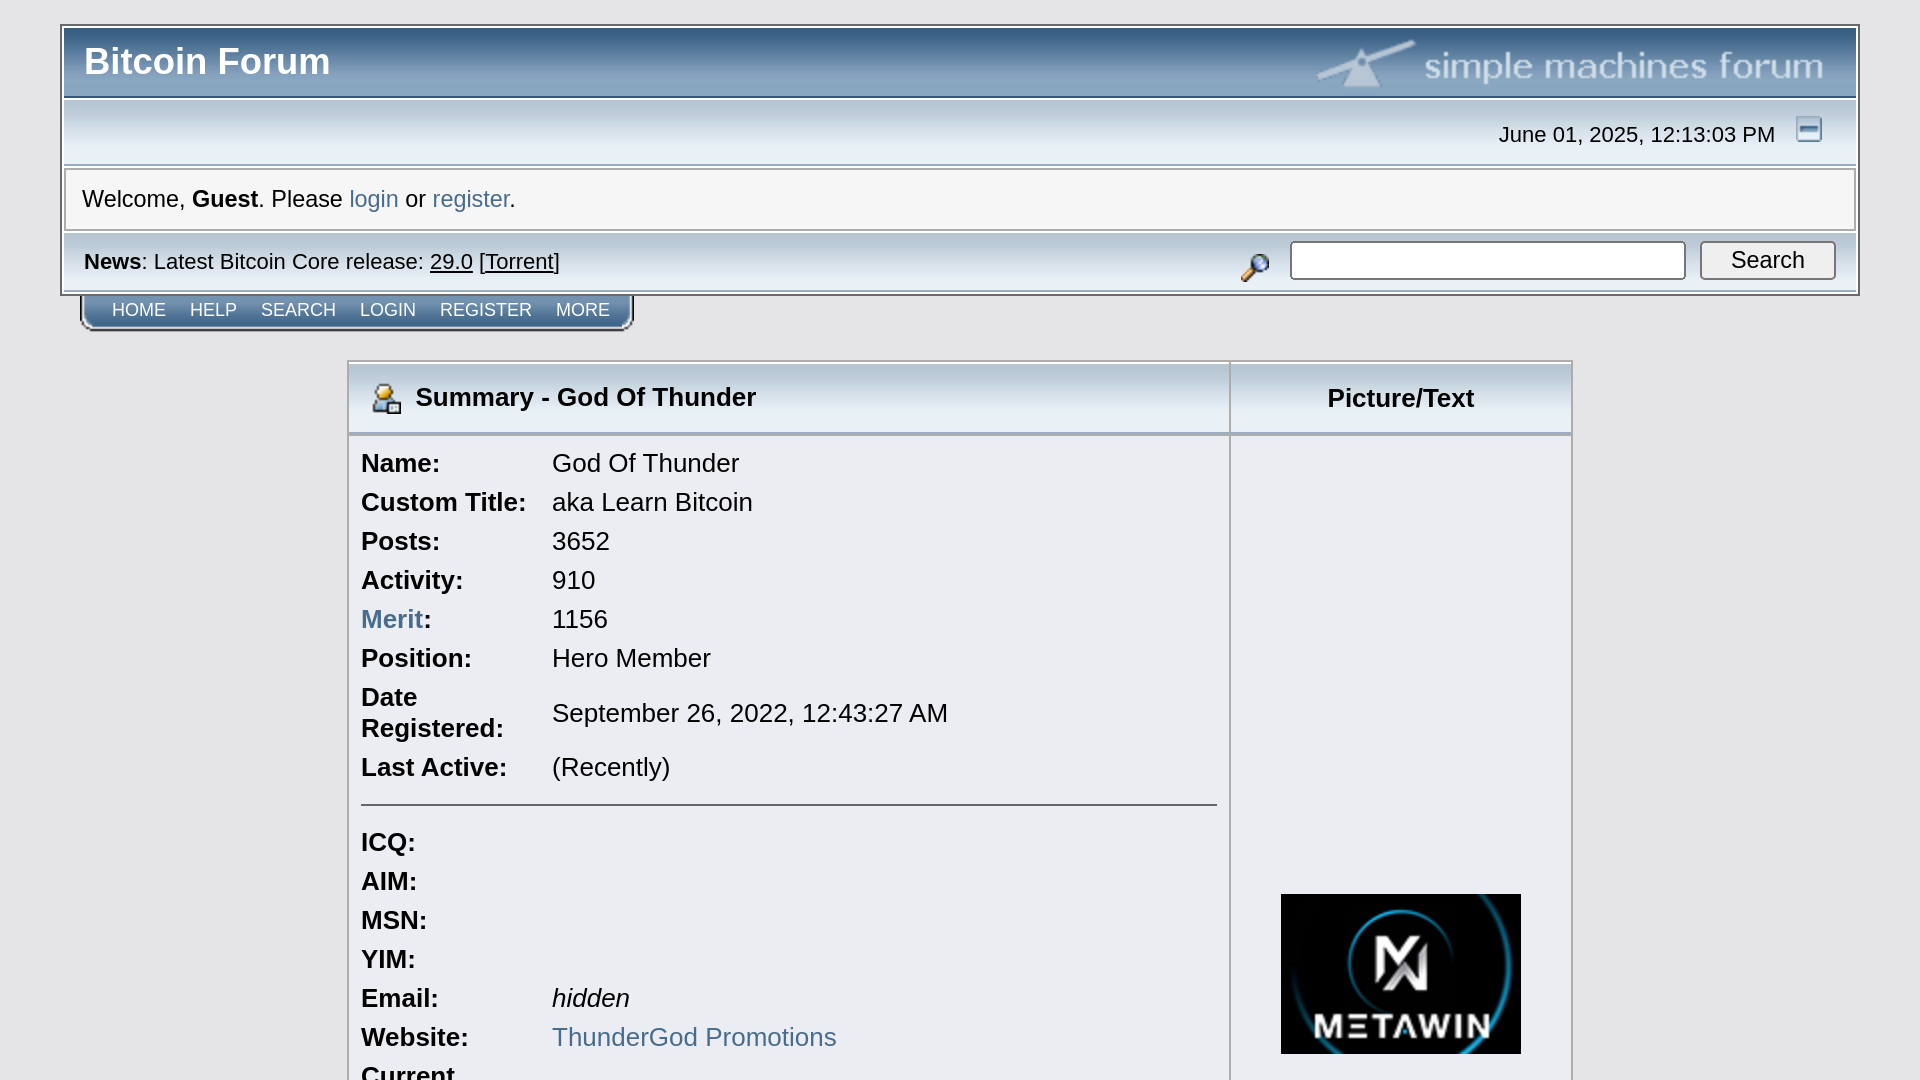 Bitcoin Forum
simple machines forum
June 01, 2025, 12:13:03 PM
Welcome, Guest. Please login or register.
News: Latest Bitcoin Core release: 29.0 [Torrent]
Search
HOME HELP SEARCH LOGIN REGISTER MORE
Summary - God Of Thunder
Picture/Text
Name: God Of Thunder
Custom Title: aka Learn Bitcoin
Posts: 3652
Activity: 910
Merit: 1156
Position: Hero Member
Date
Registered: September 26, 2022, 12:43:27 AM
Last Active: (Recently)
ICQ:
AIM:
MSN:
YIM:
Email: hidden
Website: ThunderGod Promotions
METAWIN
Current